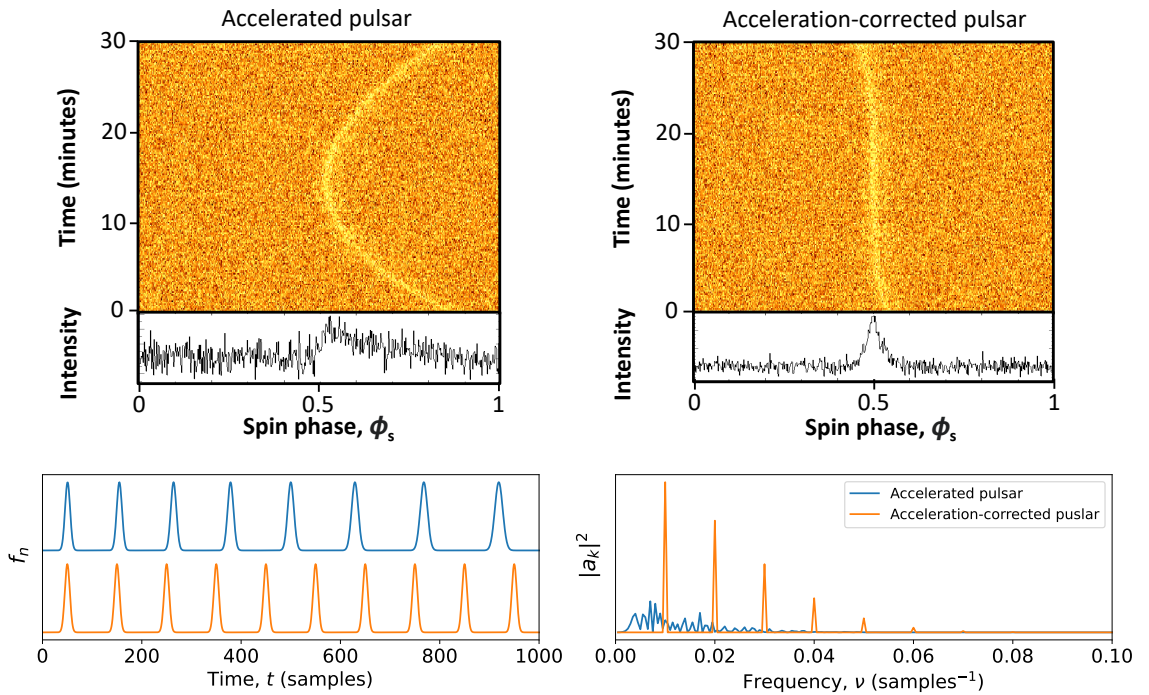 Accelerated pulsar
30
20
10
0
Time (minutes)
Intensity
0
0.5
1
Spin phase, ϕs
Acceleration-corrected pulsar
30
20
10
0
Time (minutes)
Intensity
0
0.5
1
Spin phase, ϕs
fn
0
200
400
600
800
1000
Time, t (samples)
|ak|²
Accelerated pulsar
Acceleration-corrected puslar
0.00
0.02
0.04
0.06
0.08
0.10
Frequency, ν (samples⁻¹)